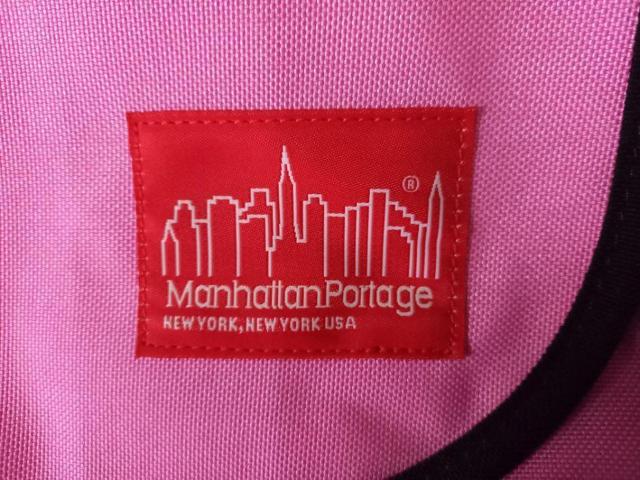 ®
ManhattanPortage
NEW YORK, NEW YORK USA